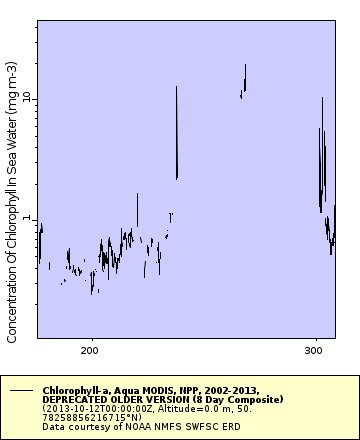 Concentration Of Chlorophyll In Sea Water (mg m-3)
10
1
200
300
Chlorophyll-a, Aqua MODIS, NPP, 2002-2013,
DEPRECATED OLDER VERSION (8 Day Composite)
(2013-10-12T00:00:00Z, Altitude=0.0 m, 50.
78258856216715°N)
Data courtesy of NOAA NMFS SWFSC ERD